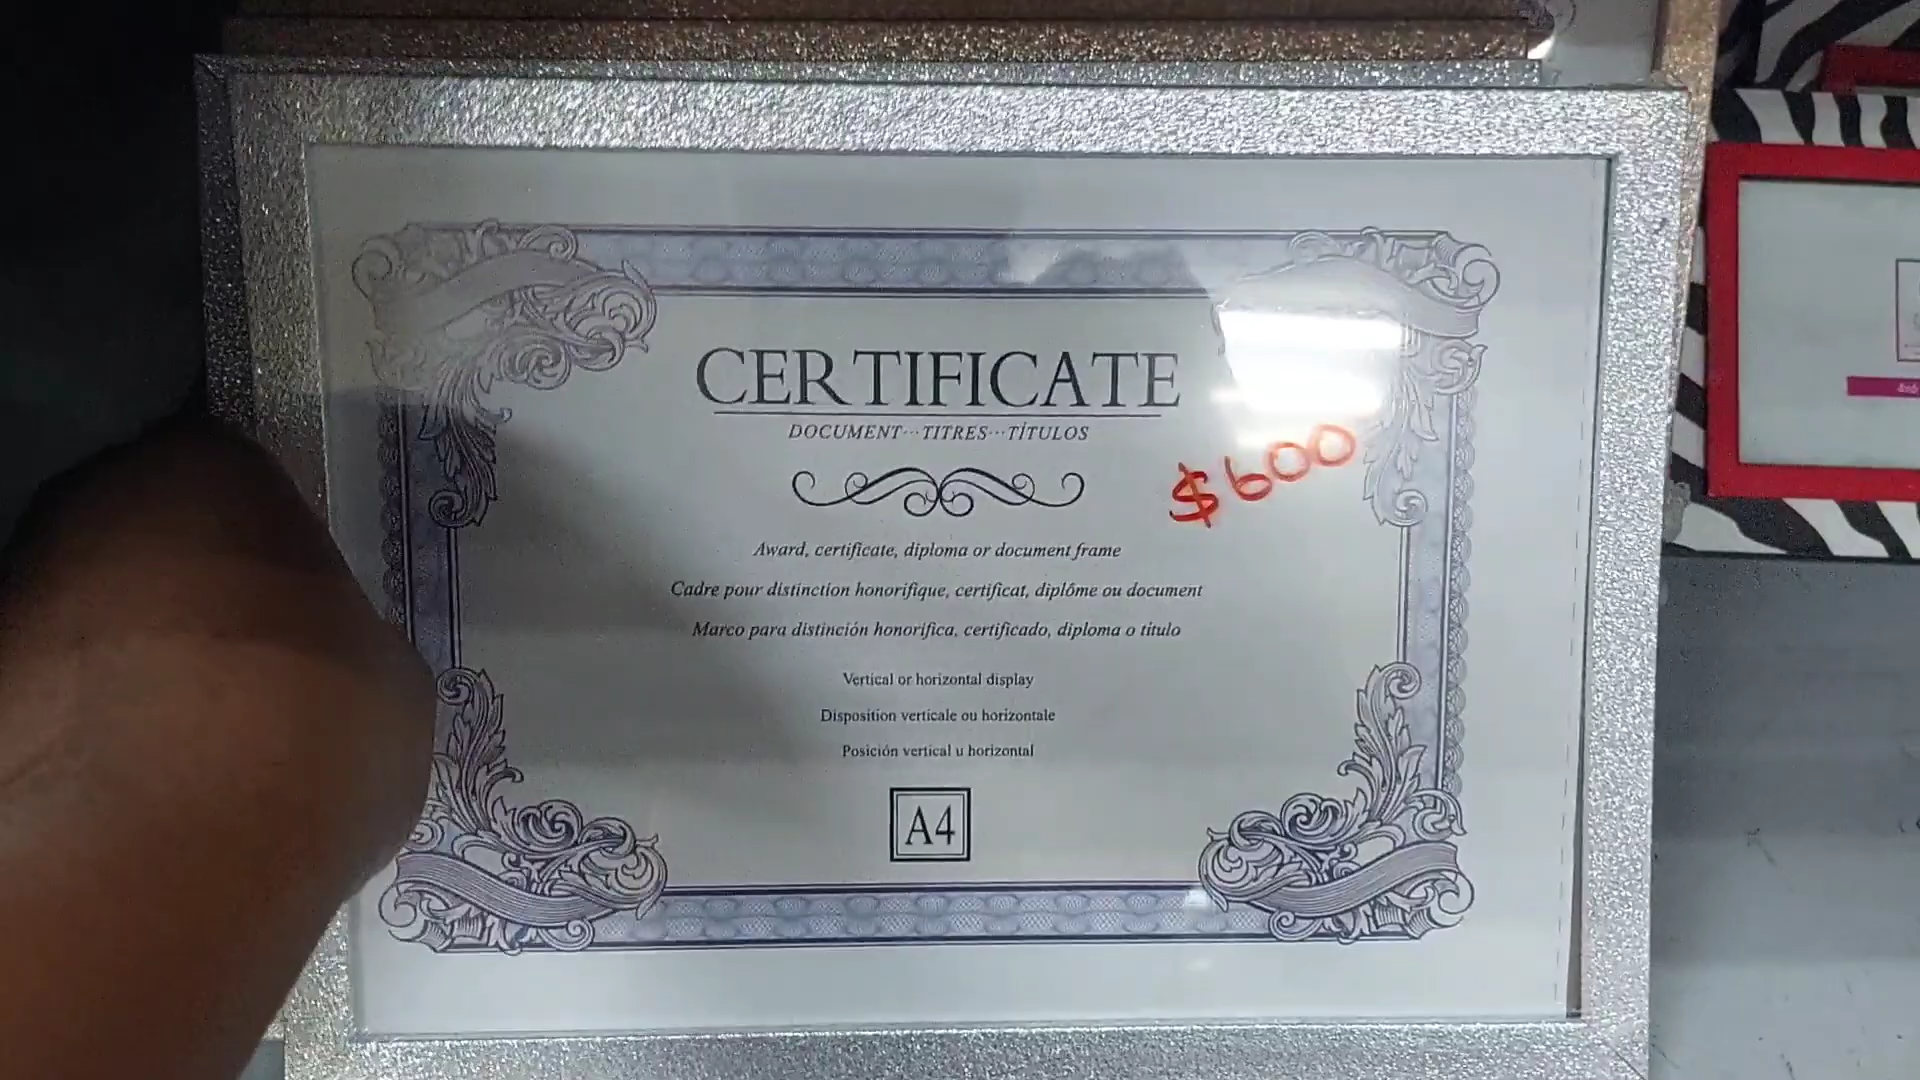 CERTIFICATE
DOCUMENT···TITRES···TÍTULOS
$600
Award, certificate, diploma or document frame
Cadre pour distinction honorifique, certificat, diplôme ou document
Marco para distinción honorifica, certificado, diploma o titulo
Vertical or horizontal display
Disposition verticale ou horizontale
Posición vertical u horizontal
A4